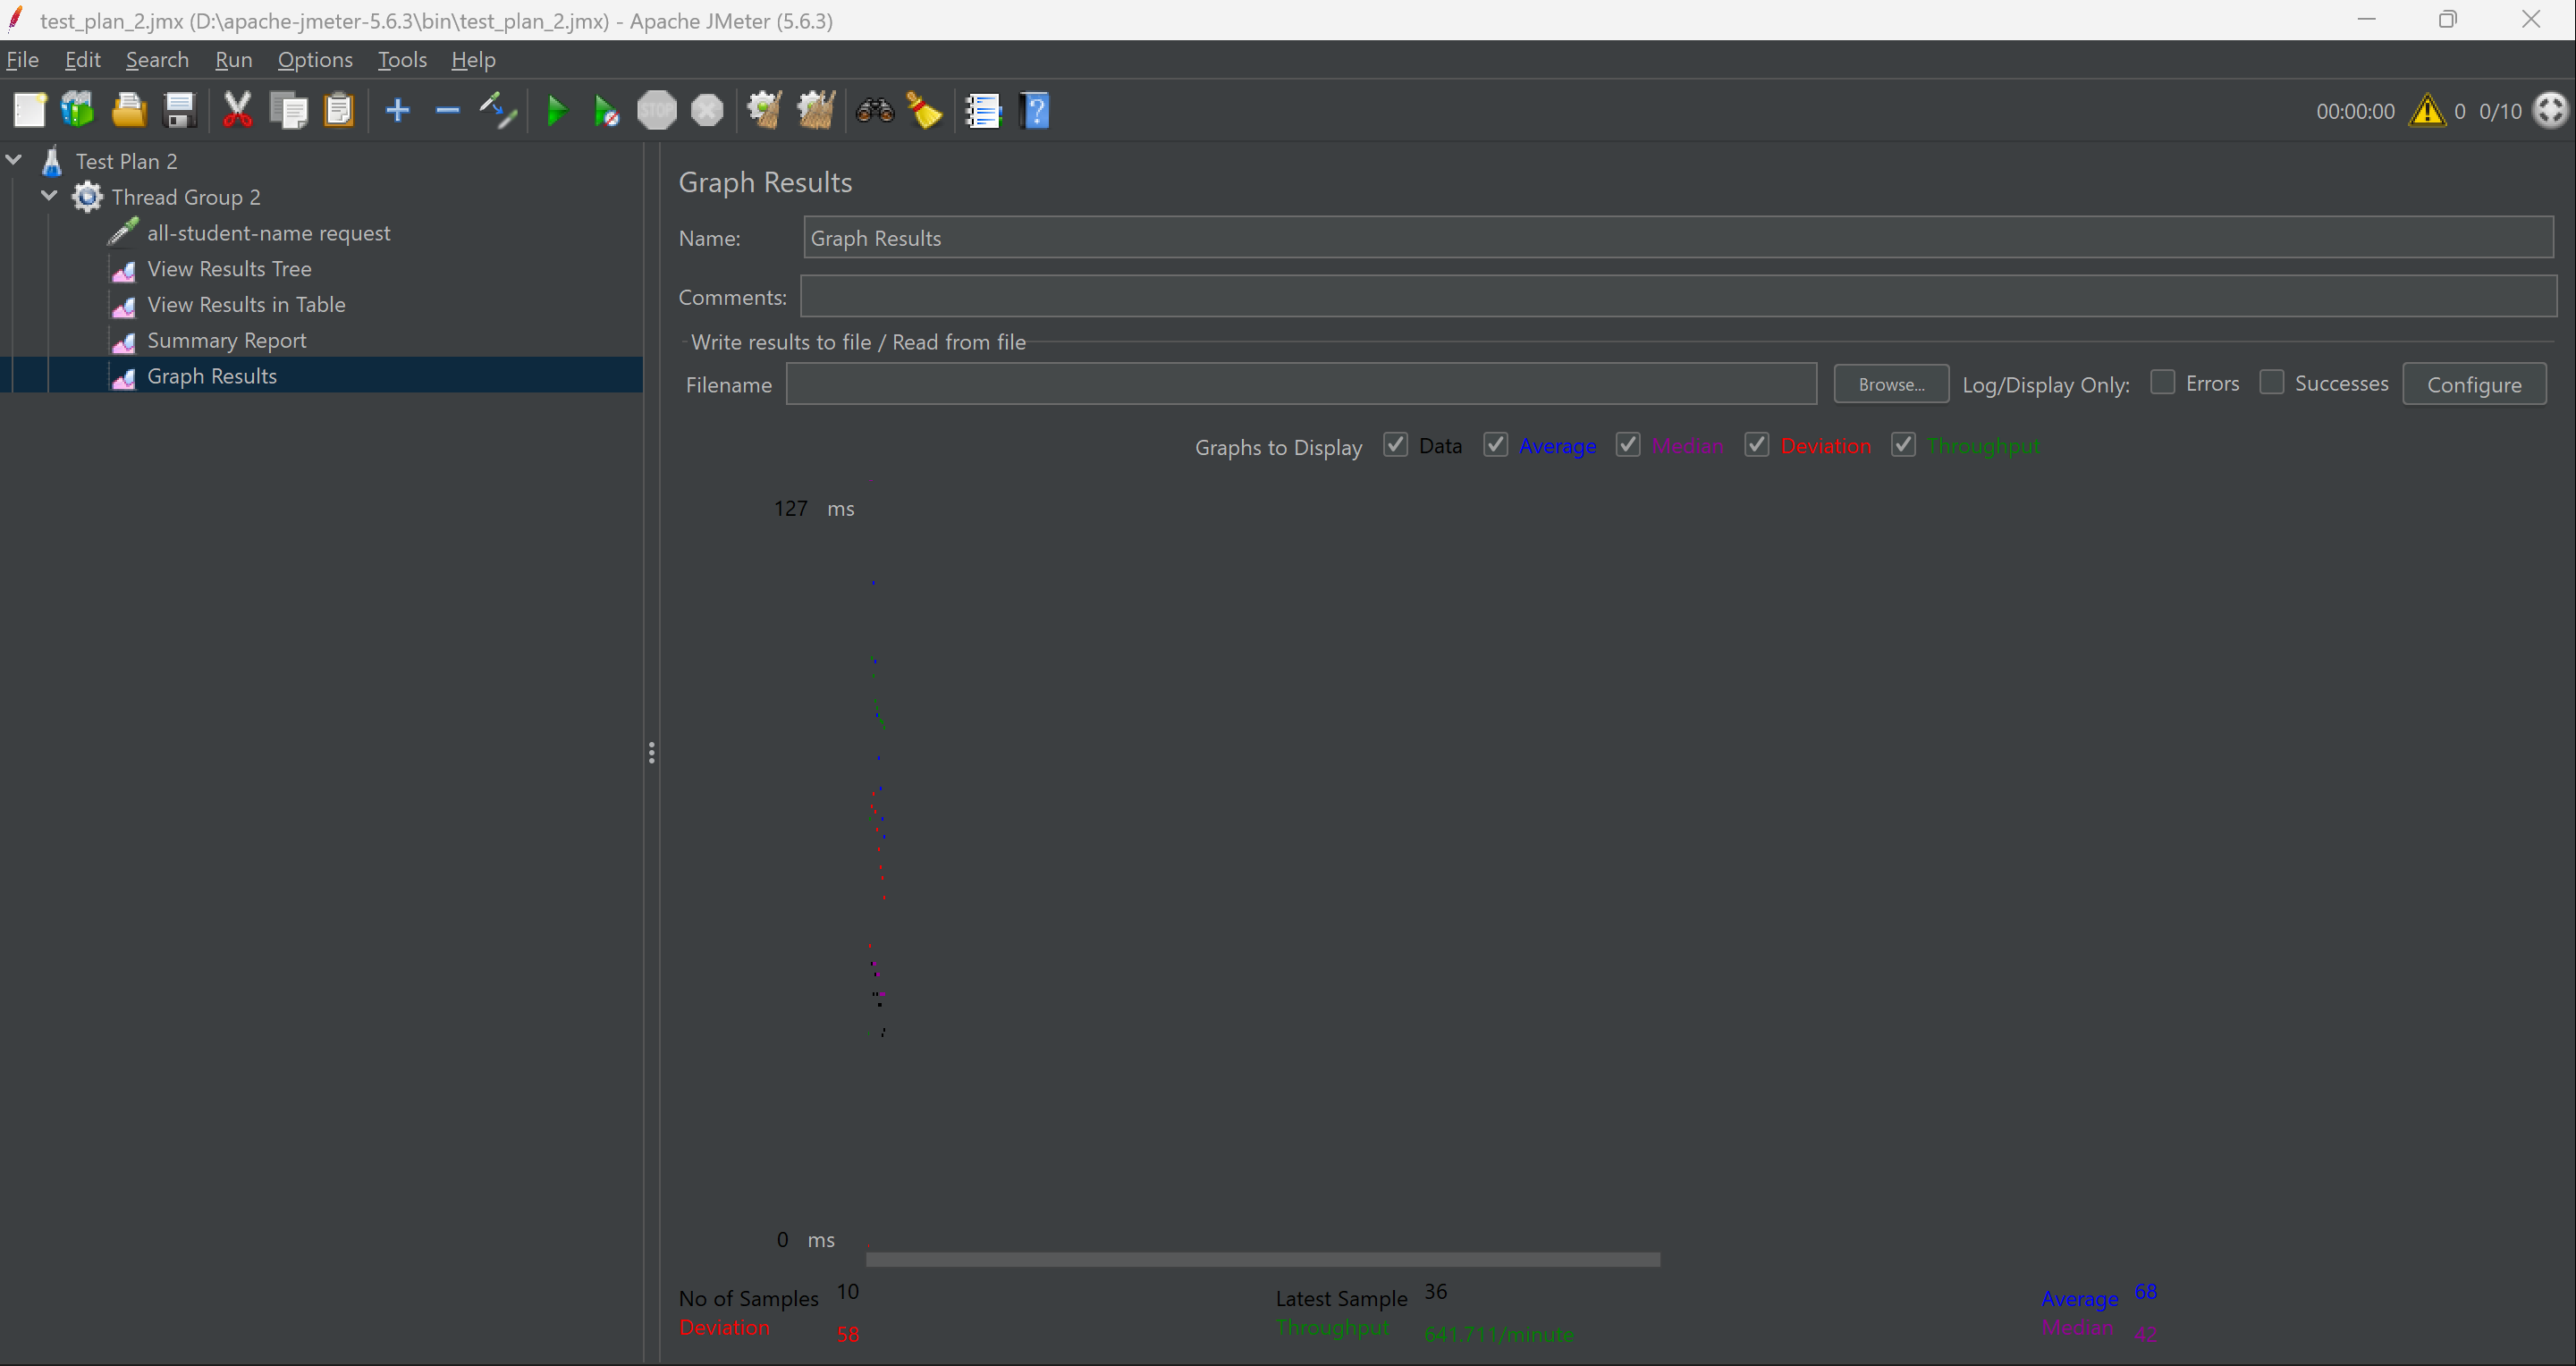 test_plan_2.jmx (D:\apache-jmeter-5.6.3\bin\test_plan_2.jmx) - Apache JMeter (5.6.3)
File Edit Search Run Options Tools Help
STOP
00:00:00 0 0/10
Test Plan 2
Thread Group 2
all-student-name request
View Results Tree
View Results in Table
Summary Report
Graph Results
Graph Results
Name: Graph Results
Comments:
Write results to file / Read from file
Filename Browse... Log/Display Only: Errors Successes Configure
Graphs to Display Data Average Median Deviation Throughput
127 ms
0 ms
No of Samples 10 Latest Sample 36 Average 68
Deviation 58 Throughput 641.711/minute Median 42